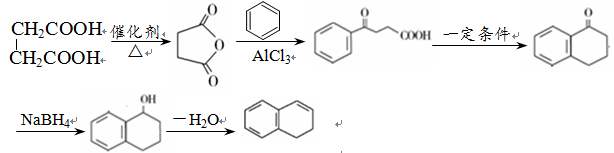 CH₂COOH
CH₂COOH
催化剂
△
O
O
O
AlCl3
O
COOH
一定条件
O
NaBH4
OH
－H₂O